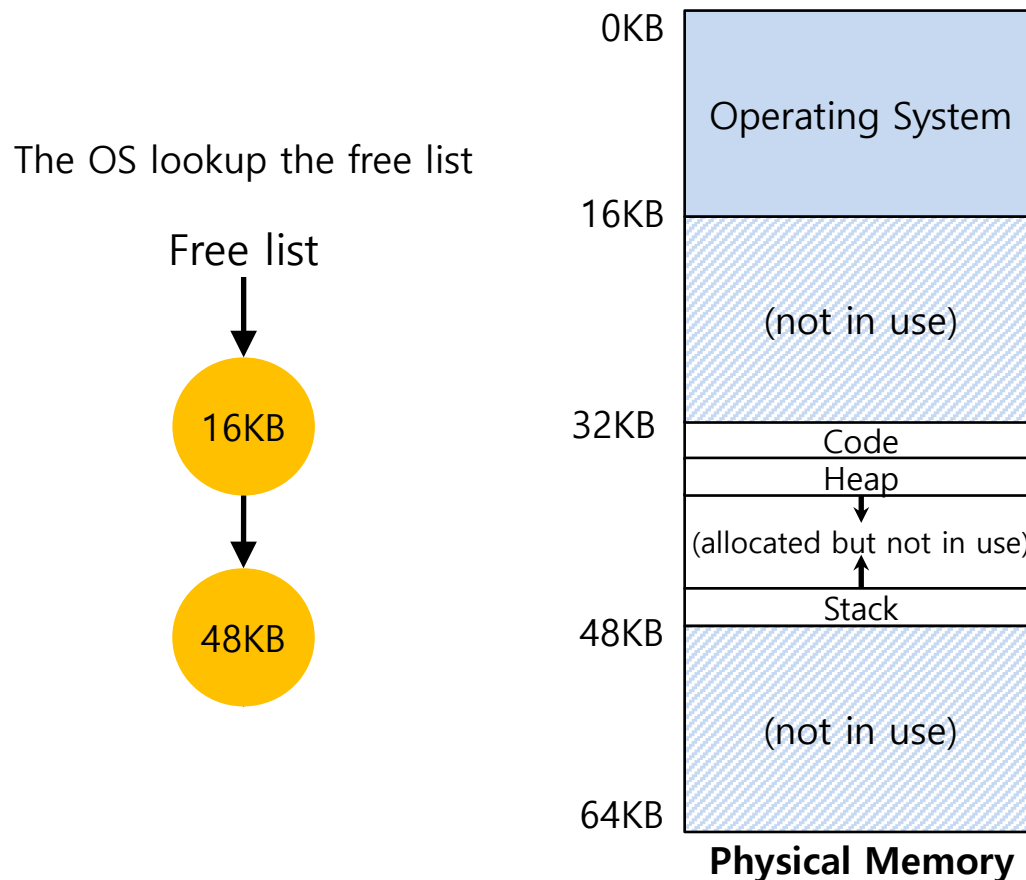 The OS lookup the free list
Free list
16KB
48KB
0KB
Operating System
16KB
(not in use)
32KB
Code
Heap
(allocated but not in use)
Stack
48KB
(not in use)
64KB
Physical Memory